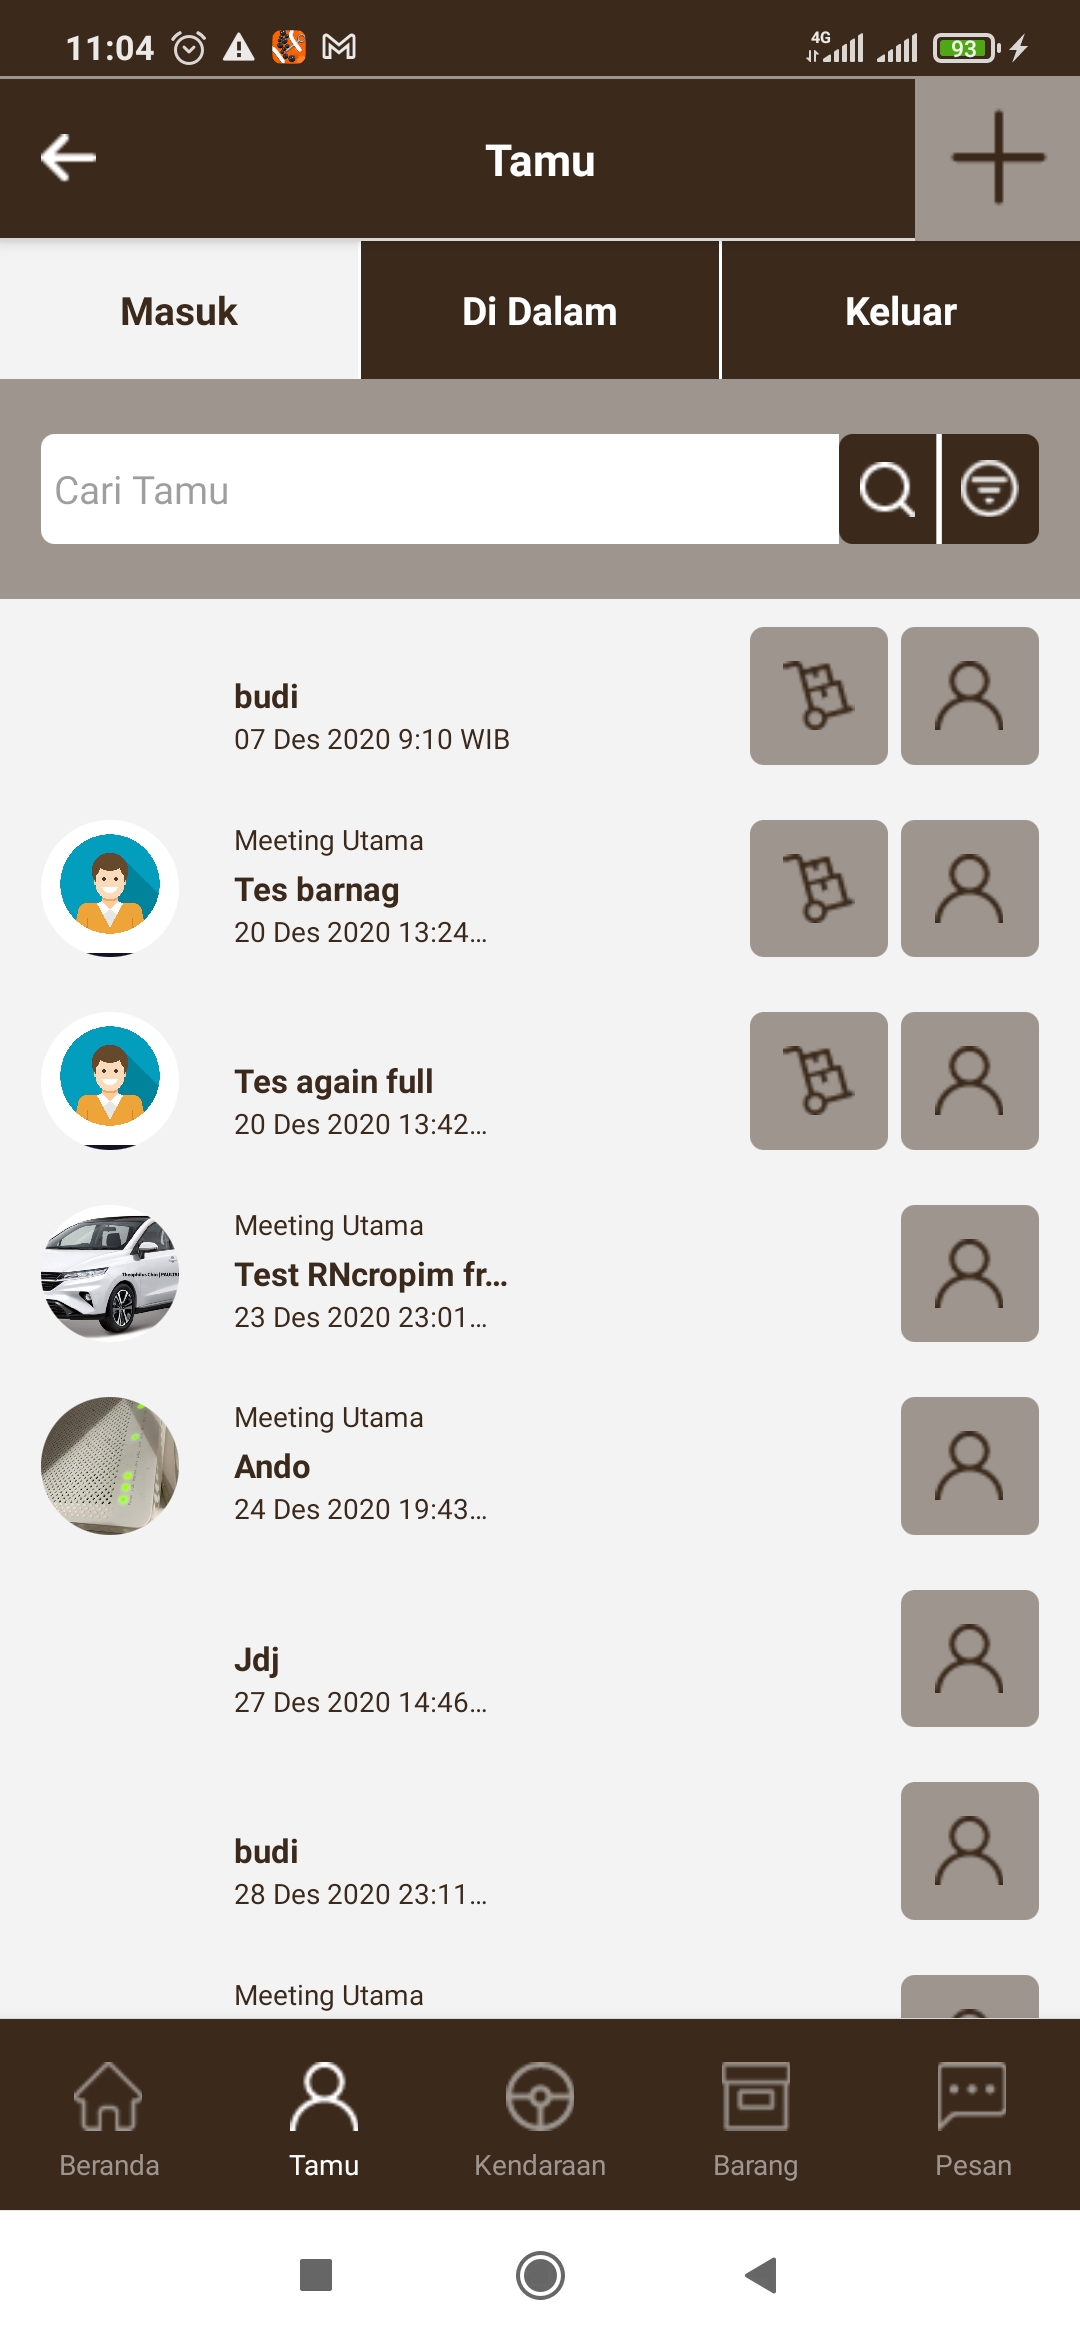 11:04
4G
93
Tamu
Masuk
Di Dalam
Keluar
Cari Tamu
budi
07 Des 2020 9:10 WIB
Meeting Utama
Tes barnag
20 Des 2020 13:24...
Tes again full
20 Des 2020 13:42...
Meeting Utama
Test RNcropim fr...
23 Des 2020 23:01...
Meeting Utama
Ando
24 Des 2020 19:43...
Jdj
27 Des 2020 14:46...
budi
28 Des 2020 23:11...
Meeting Utama
Beranda
Tamu
Kendaraan
Barang
Pesan